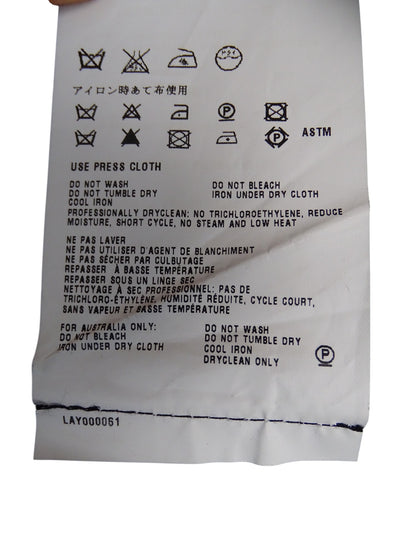 アイロン時あて布使用
P
P
ASTM
USE PRESS CLOTH
DO NOT WASH DO NOT BLEACH
DO NOT TUMBLE DRY IRON UNDER DRY CLOTH
COOL IRON
PROFESSIONALLY DRYCLEAN: NO TRICHLOROETHYLENE, REDUCE
MOISTURE, SHORT CYCLE, NO STEAM AND LOW HEAT
NE PAS LAVER
NE PAS UTILISER D'AGENT DE BLANCHIMENT
NE PAS SÉCHER PAR CULBUTAGE
REPASSER À BASSE TEMPÉRATURE
REPASSER SOUS UN LINGE SEC
NETTOYAGE À SEC PROFESSIONNEL: PAS DE
TRICHLORO-ÉTHYLÈNE, HUMIDITÉ RÉDUITE, CYCLE COURT,
SANS VAPEUR ET BASSE TEMPÉRATURE
FOR AUSTRALIA ONLY: DO NOT WASH
DO NOT BLEACH DO NOT TUMBLE DRY
IRON UNDER DRY CLOTH COOL IRON
DRYCLEAN ONLY P
LAY000061